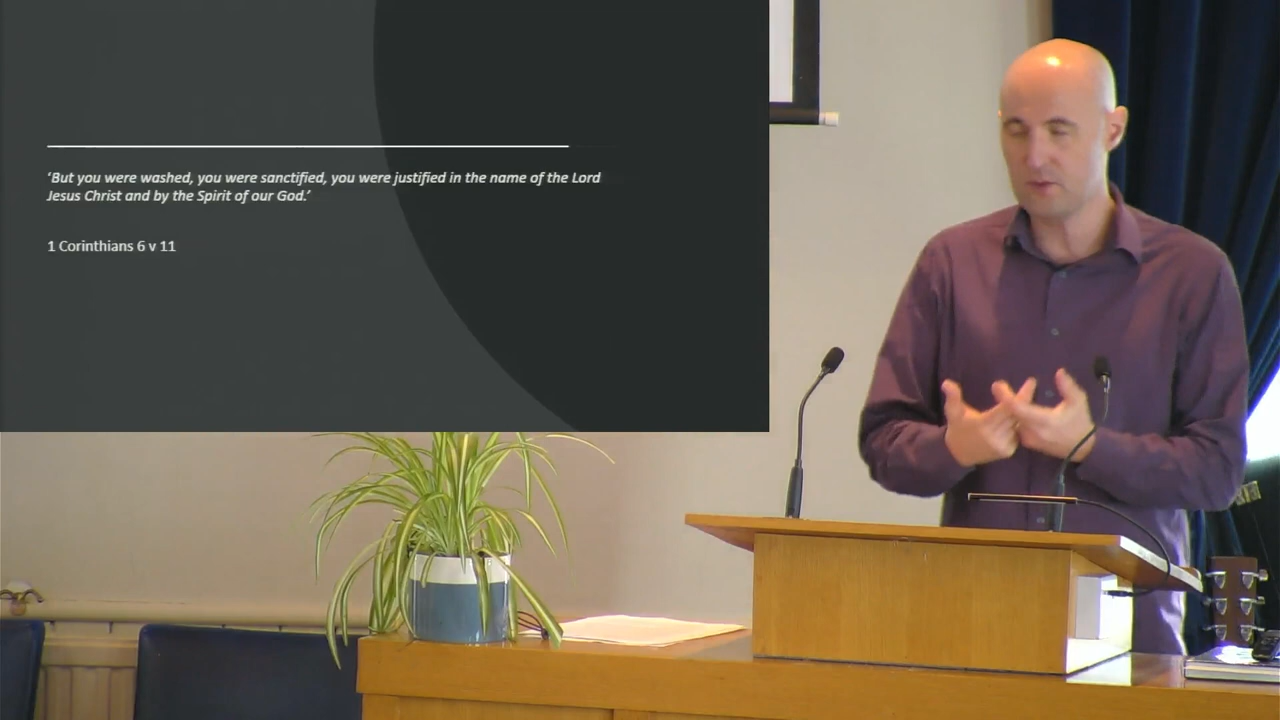 ‘But you were washed, you were sanctified, you were justified in the name of the Lord
Jesus Christ and by the Spirit of our God.’
1 Corinthians 6 v 11